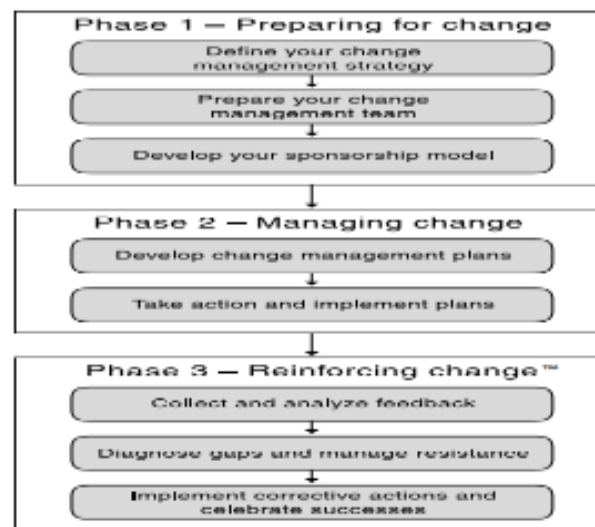 Phase 1 – Preparing for change
Define your change
management strategy
Prepare your change
management team
Develop your sponsorship model
Phase 2 – Managing change
Develop change management plans
Take action and implement plans
Phase 3 – Reinforcing change™
Collect and analyze feedback
Diagnose gaps and manage resistance
Implement corrective actions and
celebrate successes